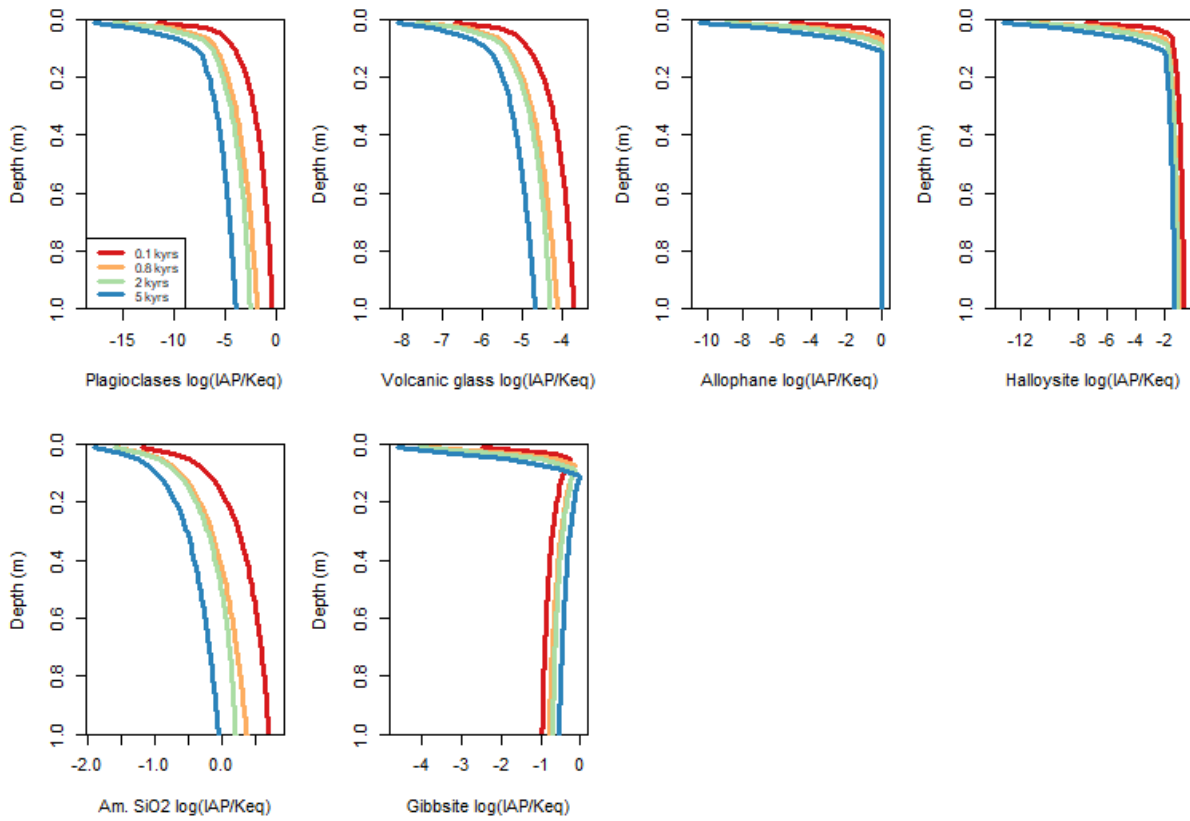 0.0
0.2
0.4
0.6
0.8
1.0
Depth (m)
0.1 kyrs
0.8 kyrs
2 kyrs
5 kyrs
-15 -10 -5 0
Plagioclases log(IAP/Keq)
0.0
0.2
0.4
0.6
0.8
1.0
Depth (m)
-8 -7 -6 -5 -4
Volcanic glass log(IAP/Keq)
0.0
0.2
0.4
0.6
0.8
1.0
Depth (m)
-10 -8 -6 -4 -2 0
Allophane log(IAP/Keq)
0.0
0.2
0.4
0.6
0.8
1.0
Depth (m)
-12 -8 -6 -4 -2
Halloysite log(IAP/Keq)
0.0
0.2
0.4
0.6
0.8
1.0
Depth (m)
-2.0 -1.0 0.0
Am. SiO2 log(IAP/Keq)
0.0
0.2
0.4
0.6
0.8
1.0
Depth (m)
-4 -3 -2 -1 0
Gibbsite log(IAP/Keq)